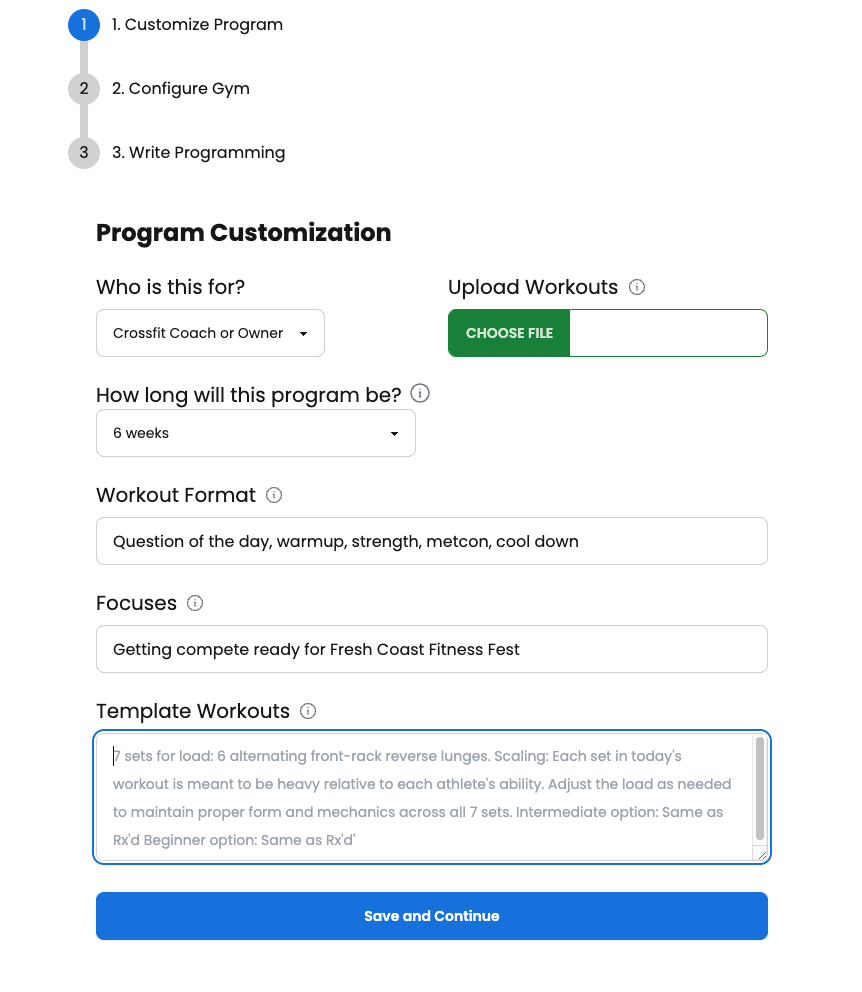 1
1. Customize Program
2
2. Configure Gym
3
3. Write Programming
Program Customization
Who is this for?
Crossfit Coach or Owner
Upload Workouts
CHOOSE FILE
How long will this program be?
6 weeks
Workout Format
Question of the day, warmup, strength, metcon, cool down
Focuses
Getting compete ready for Fresh Coast Fitness Fest
Template Workouts
7 sets for load: 6 alternating front-rack reverse lunges. Scaling: Each set in today's
workout is meant to be heavy relative to each athlete's ability. Adjust the load as needed
to maintain proper form and mechanics across all 7 sets. Intermediate option: Same as
Rx'd Beginner option: Same as Rx'd'
Save and Continue